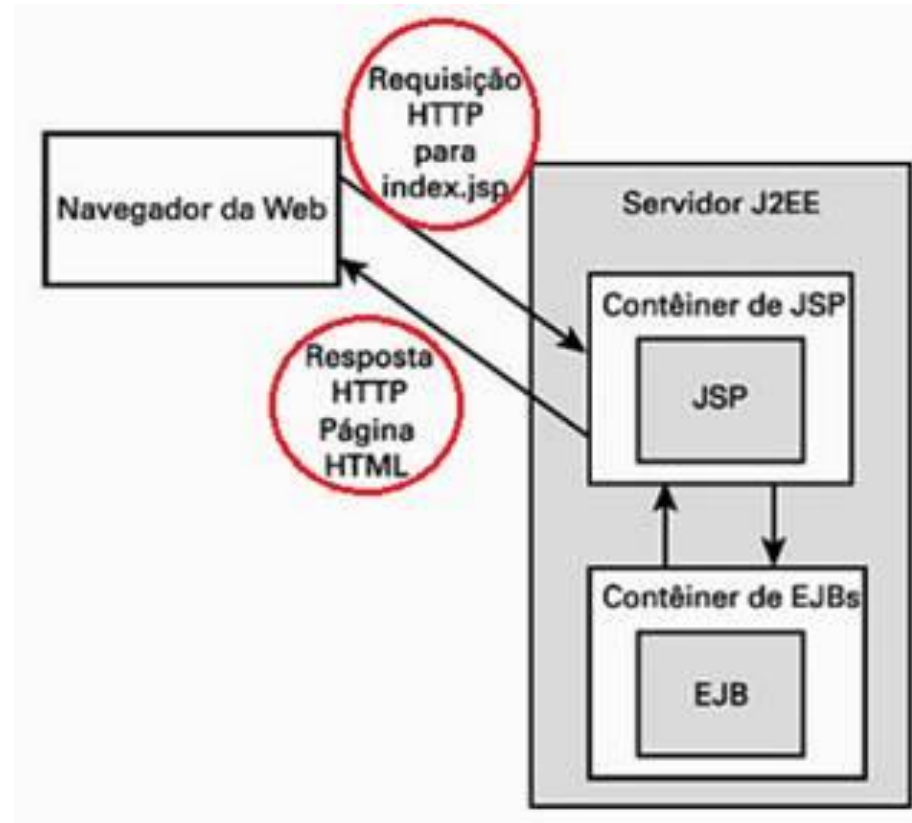 Requisição
HTTP
para
index.jsp
Navegador da Web
Servidor J2EE
Contêiner de JSP
JSP
Resposta
HTTP
Página
HTML
Contêiner de EJBs
EJB